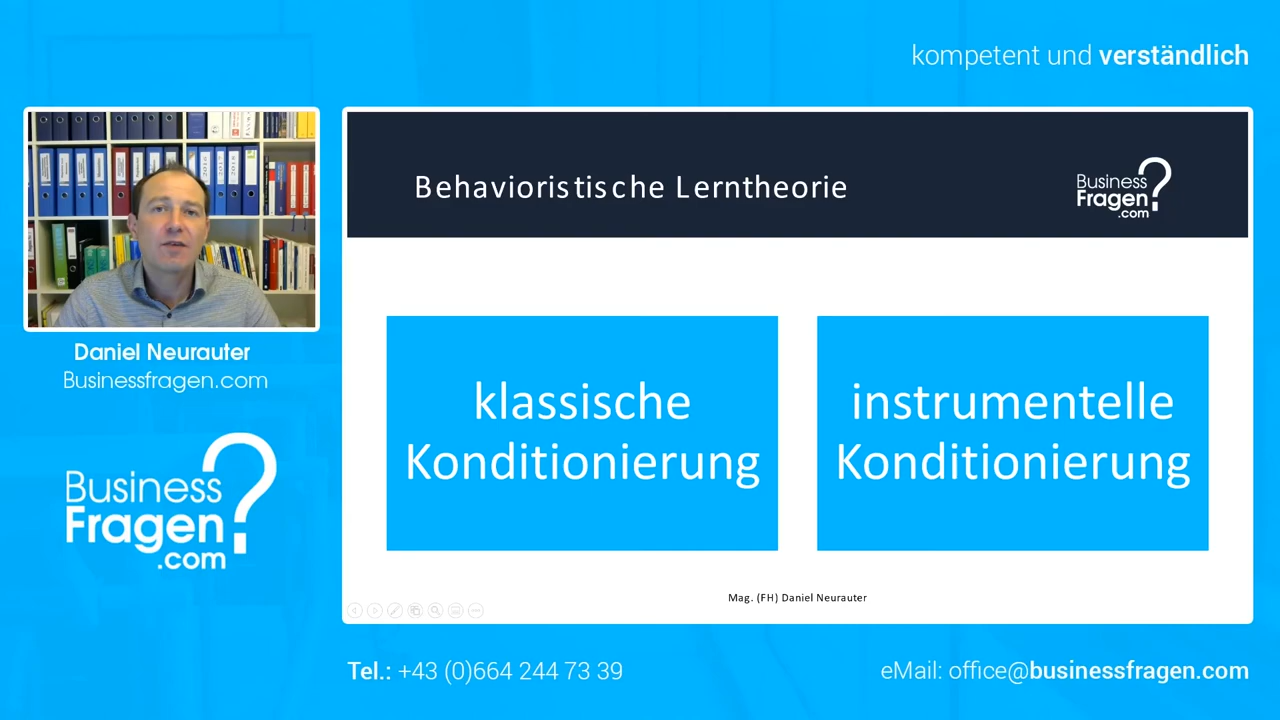 kompetent und verständlich
Daniel Neurauter
Businessfragen.com
Business
Fragen
.com
Behavioristische Lerntheorie
Business
Fragen
.com
klassische
Konditionierung
instrumentelle
Konditionierung
Mag. (FH) Daniel Neurauter
Tel.: +43 (0)664 244 73 39
eMail: office@businessfragen.com